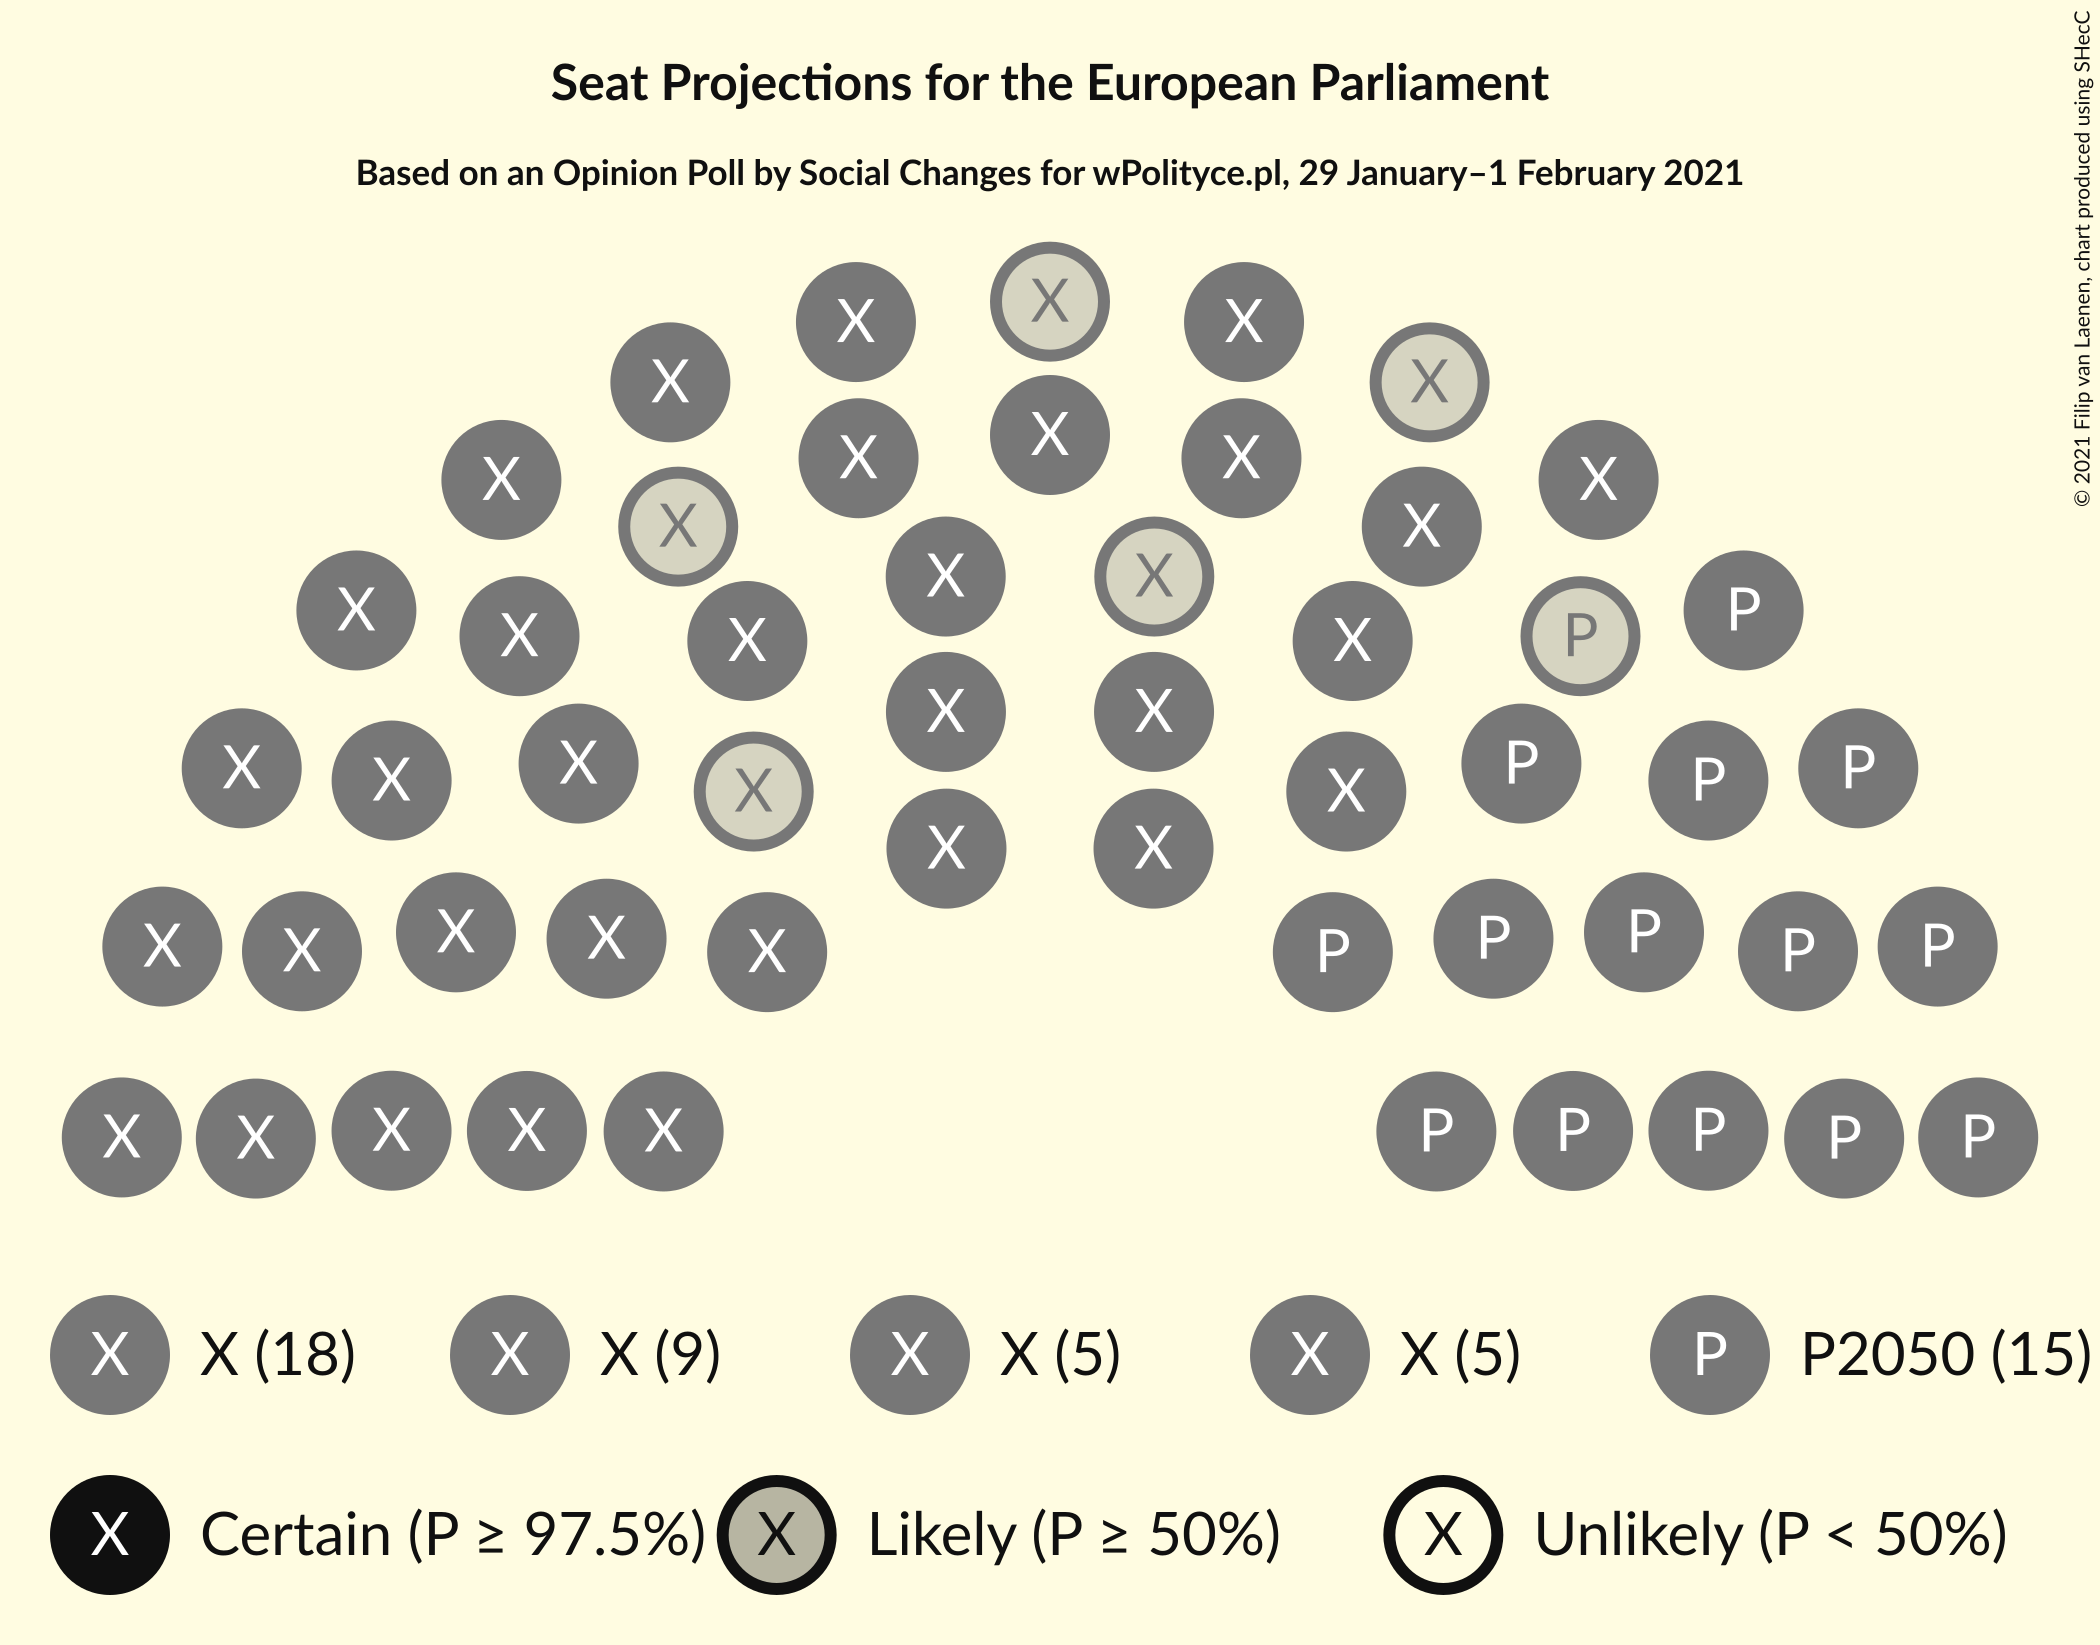 Seat Projections for the European Parliament
Based on an Opinion Poll by Social Changes for wPolityce.pl, 29 January–1 February 2021
© 2021 Filip van Laenen, chart produced using SHecC
X X X
X X
X X X
X X
X X
X X
X X X X P P
X X
X X X P P P
X X
X X
X X X X X P P P P P
X X X X X P P P P P
X X (18) X X (9) X X (5) X X (5) P P2050 (15)
X Certain (P ≥ 97.5%) X Likely (P ≥ 50%) X Unlikely (P < 50%)